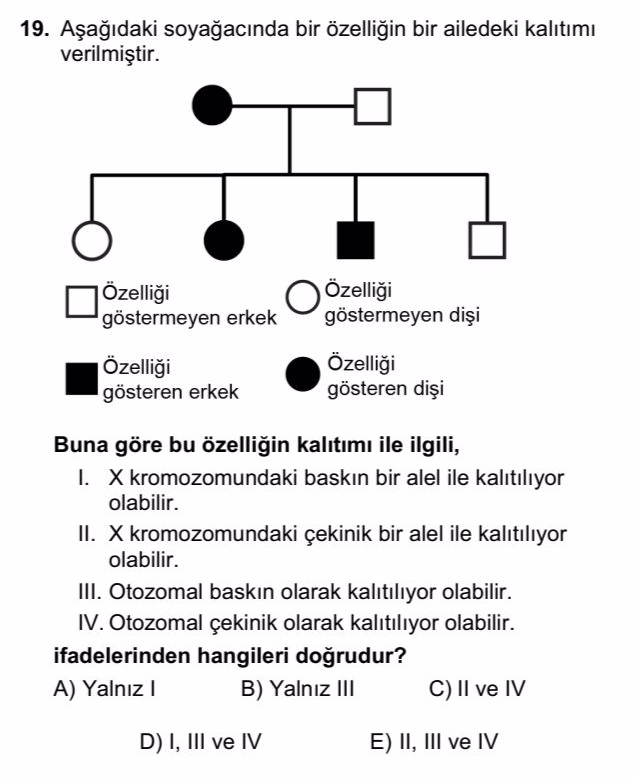 19. Aşağıdaki soyağacında bir özelliğin bir ailedeki kalıtımı
verilmiştir.
Özelliği
göstermeyen erkek
Özelliği
göstermeyen dişi
Özelliği
gösteren erkek
Özelliği
gösteren dişi
Buna göre bu özelliğin kalıtımı ile ilgili,
I. X kromozomundaki baskın bir alel ile kalıtılıyor
olabilir.
II. X kromozomundaki çekinik bir alel ile kalıtılıyor
olabilir.
III. Otozomal baskın olarak kalıtılıyor olabilir.
IV. Otozomal çekinik olarak kalıtılıyor olabilir.
ifadelerinden hangileri doğrudur?
A) Yalnız I B) Yalnız III C) II ve IV
D) I, III ve IV E) II, III ve IV